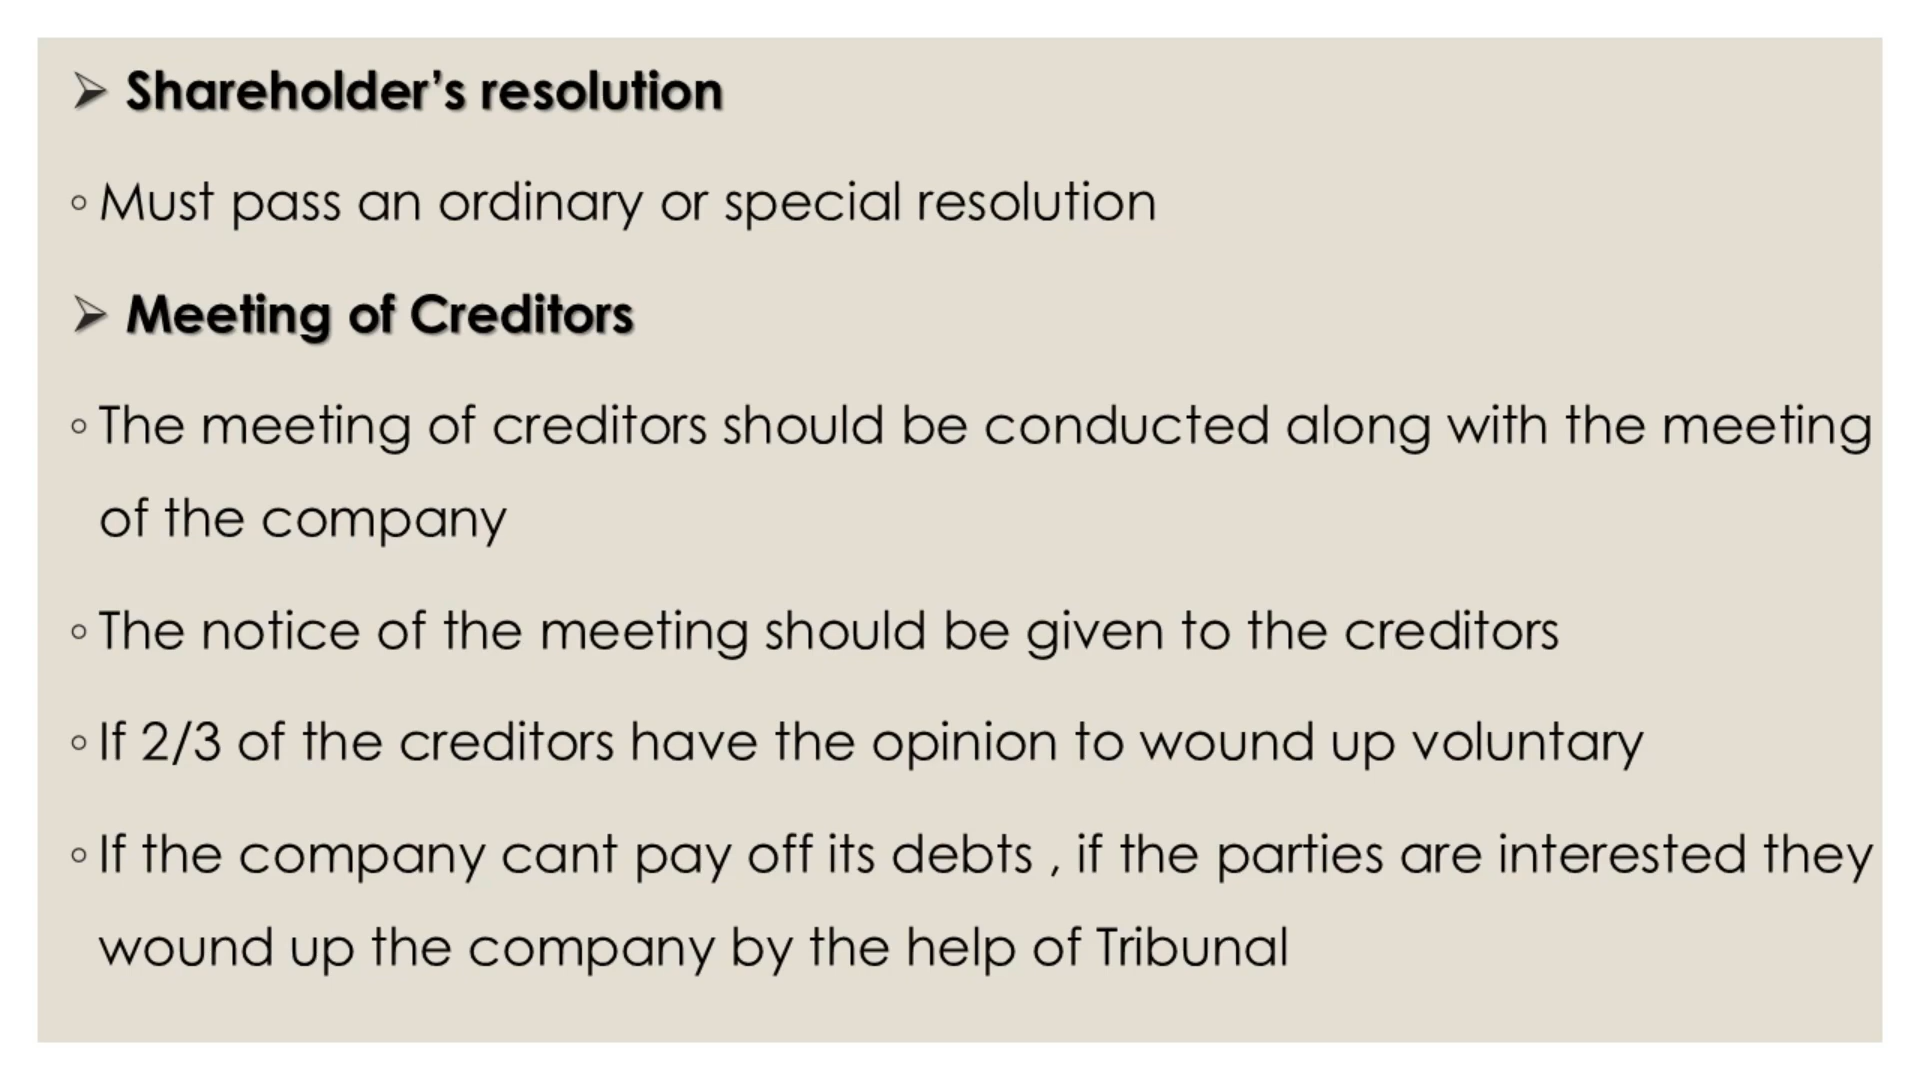 ➢ Shareholder’s resolution
◦ Must pass an ordinary or special resolution
➢ Meeting of Creditors
◦ The meeting of creditors should be conducted along with the meeting
of the company
◦ The notice of the meeting should be given to the creditors
◦ If 2/3 of the creditors have the opinion to wound up voluntary
◦ If the company cant pay off its debts , if the parties are interested they
wound up the company by the help of Tribunal